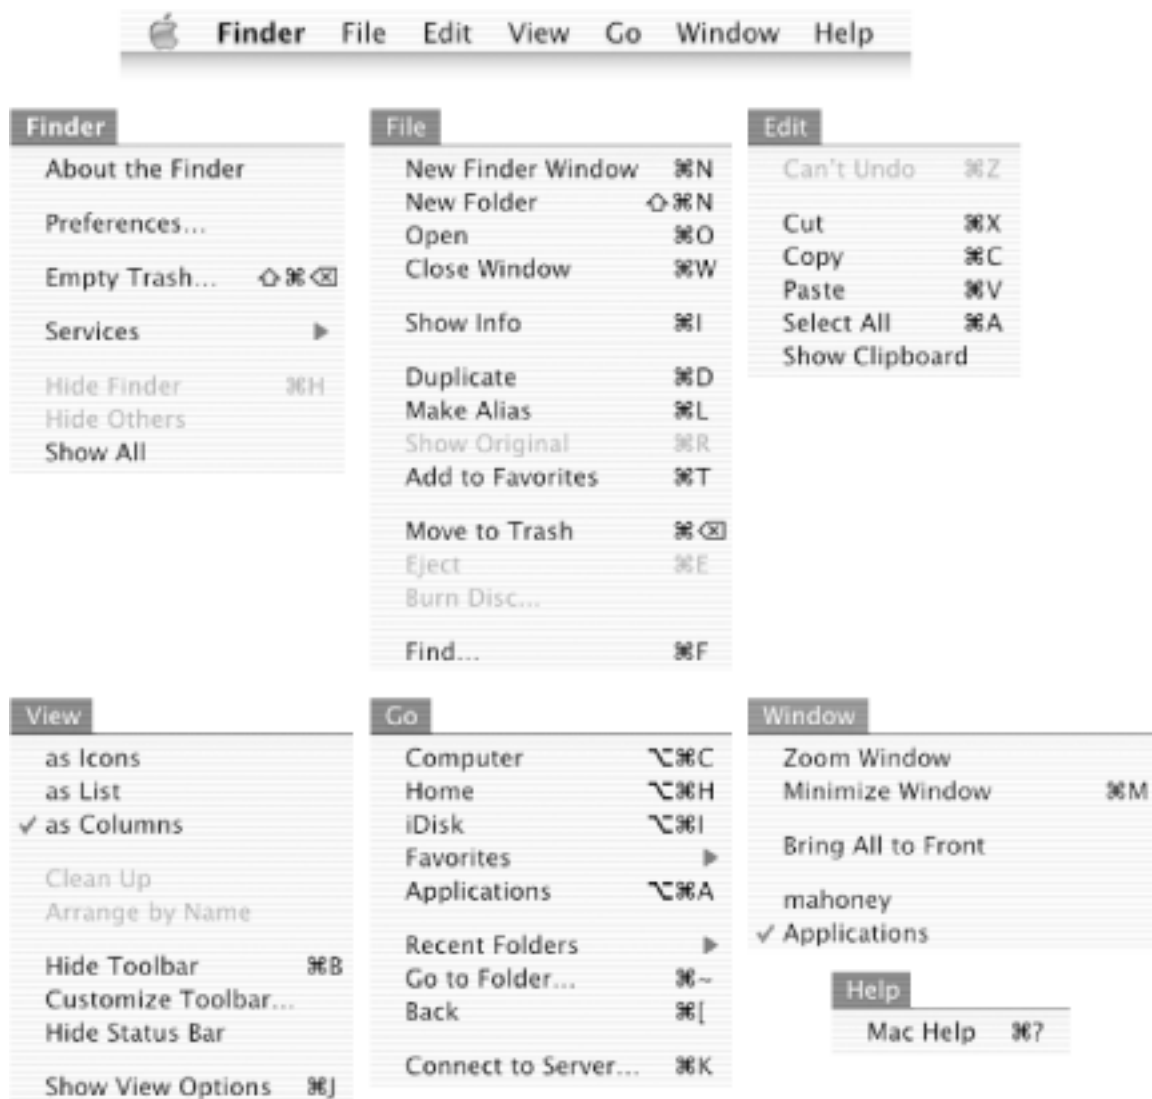 Finder File Edit View Go Window Help
Finder
About the Finder
Preferences...
Empty Trash... ⇧⌘⌫
Services ▶
Hide Finder ⌘H
Hide Others
Show All
File
New Finder Window ⌘N
New Folder ⇧⌘N
Open ⌘O
Close Window ⌘W
Show Info ⌘I
Duplicate ⌘D
Make Alias ⌘L
Show Original ⌘R
Add to Favorites ⌘T
Move to Trash ⌘⌫
Eject ⌘E
Burn Disc...
Find... ⌘F
Edit
Can't Undo ⌘Z
Cut ⌘X
Copy ⌘C
Paste ⌘V
Select All ⌘A
Show Clipboard
View
as Icons
as List
✓ as Columns
Clean Up
Arrange by Name
Hide Toolbar ⌘B
Customize Toolbar...
Hide Status Bar
Show View Options ⌘J
Go
Computer ⌥⌘C
Home ⌥⌘H
iDisk ⌥⌘I
Favorites ▶
Applications ⌥⌘A
Recent Folders ▶
Go to Folder... ⌘~
Back ⌘[
Connect to Server... ⌘K
Window
Zoom Window
Minimize Window ⌘M
Bring All to Front
mahoney
✓ Applications
Help
Mac Help ⌘?